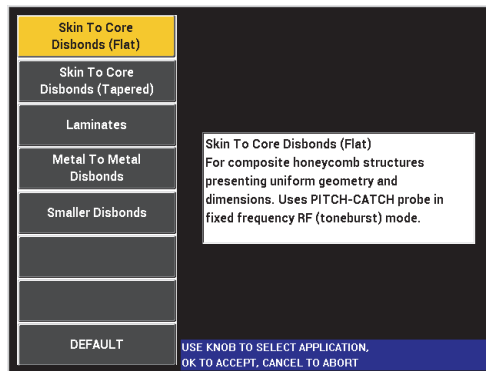 Skin To Core
Disbonds (Flat)
Skin To Core
Disbonds (Tapered)
Laminates
Metal To Metal
Disbonds
Smaller Disbonds
DEFAULT
Skin To Core Disbonds (Flat)
For composite honeycomb structures
presenting uniform geometry and
dimensions. Uses PITCH-CATCH probe in
fixed frequency RF (toneburst) mode.
USE KNOB TO SELECT APPLICATION,
OK TO ACCEPT, CANCEL TO ABORT